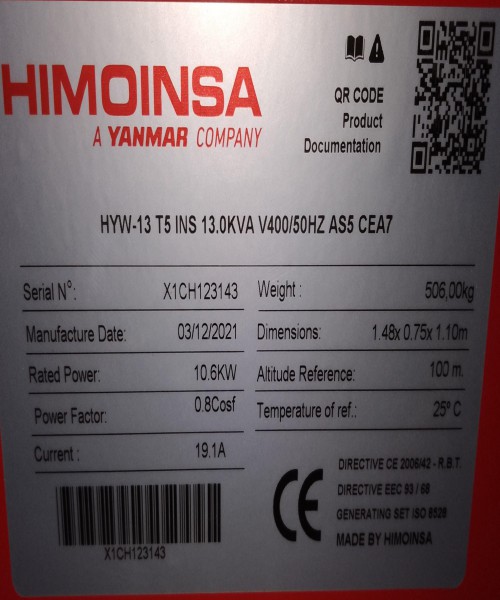 HIMOINSA
A YANMAR COMPANY
QR CODE
Product
Documentation
HYW-13 T5 INS 13.0KVA V400/50HZ AS5 CEA7
Serial Nº: X1CH123143
Manufacture Date: 03/12/2021
Rated Power: 10.6KW
Power Factor: 0.8Cosf
Current : 19.1A
Weight : 506,00kg
Dimensions: 1.48x 0.75x 1.10m
Altitude Reference: 100 m.
Temperature of ref.: 25º C
X1CH123143
CE
DIRECTIVE CE 2006/42 - R.B.T.
DIRECTIVE EEC 93 / 68
GENERATING SET ISO 8528
MADE BY HIMOINSA